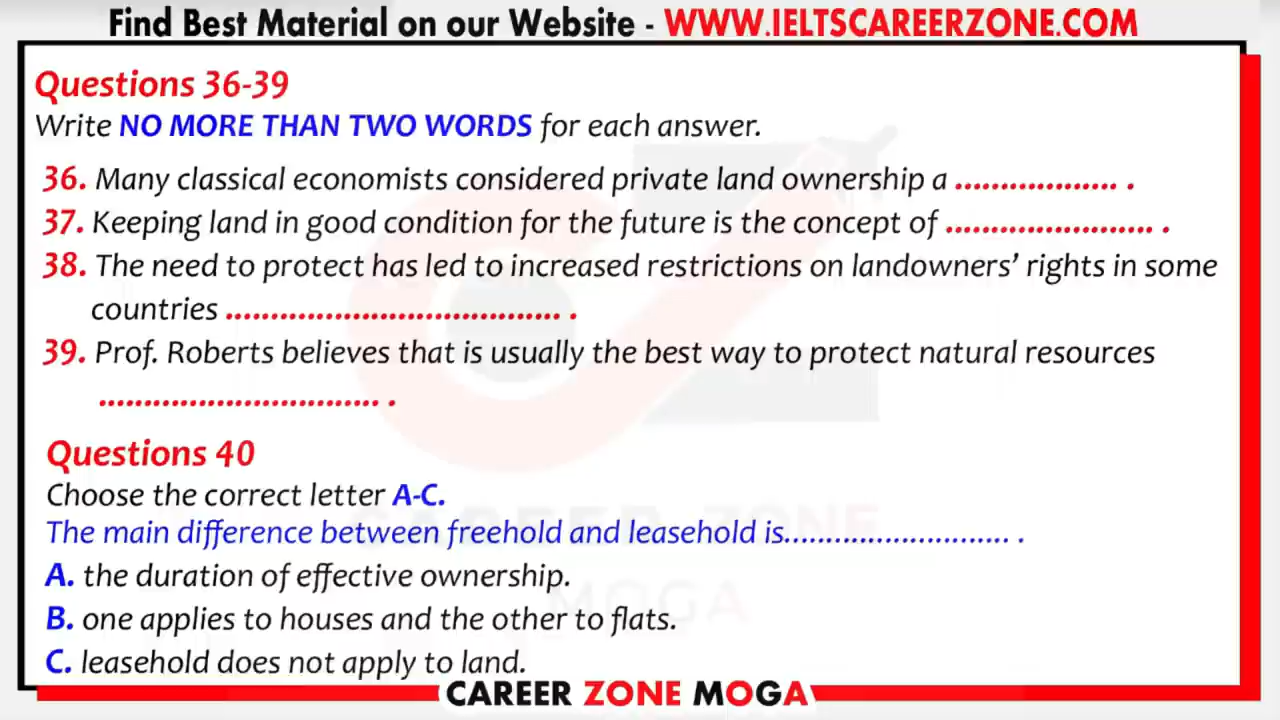 Find Best Material on our Website - WWW.IELTSCAREERZONE.COM
Questions 36-39
Write NO MORE THAN TWO WORDS for each answer.
36. Many classical economists considered private land ownership a .................. .
37. Keeping land in good condition for the future is the concept of ....................... .
38. The need to protect has led to increased restrictions on landowners' rights in some
countries ..................................... .
39. Prof. Roberts believes that is usually the best way to protect natural resources
............................... .
Questions 40
Choose the correct letter A-C.
The main difference between freehold and leasehold is.......................... .
A. the duration of effective ownership.
B. one applies to houses and the other to flats.
C. leasehold does not apply to land.
CAREER ZONE
MOGA
CAREER ZONE MOGA